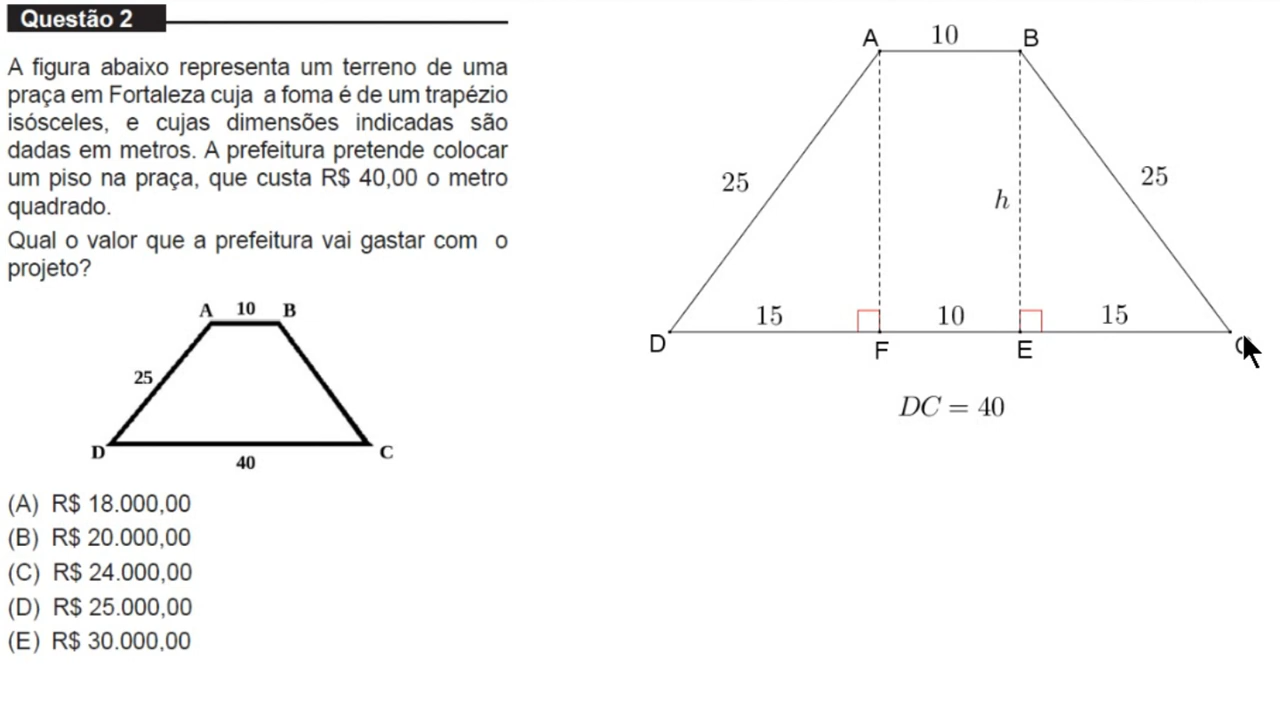 Questão 2
A figura abaixo representa um terreno de uma
praça em Fortaleza cuja a foma é de um trapézio
isósceles, e cujas dimensões indicadas são
dadas em metros. A prefeitura pretende colocar
um piso na praça, que custa R$ 40,00 o metro
quadrado.
Qual o valor que a prefeitura vai gastar com o
projeto?
A 10 B
25
D
C
40
(A) R$ 18.000,00
(B) R$ 20.000,00
(C) R$ 24.000,00
(D) R$ 25.000,00
(E) R$ 30.000,00
A 10 B
25
25
h
15 10 15
D
F
E
DC = 40